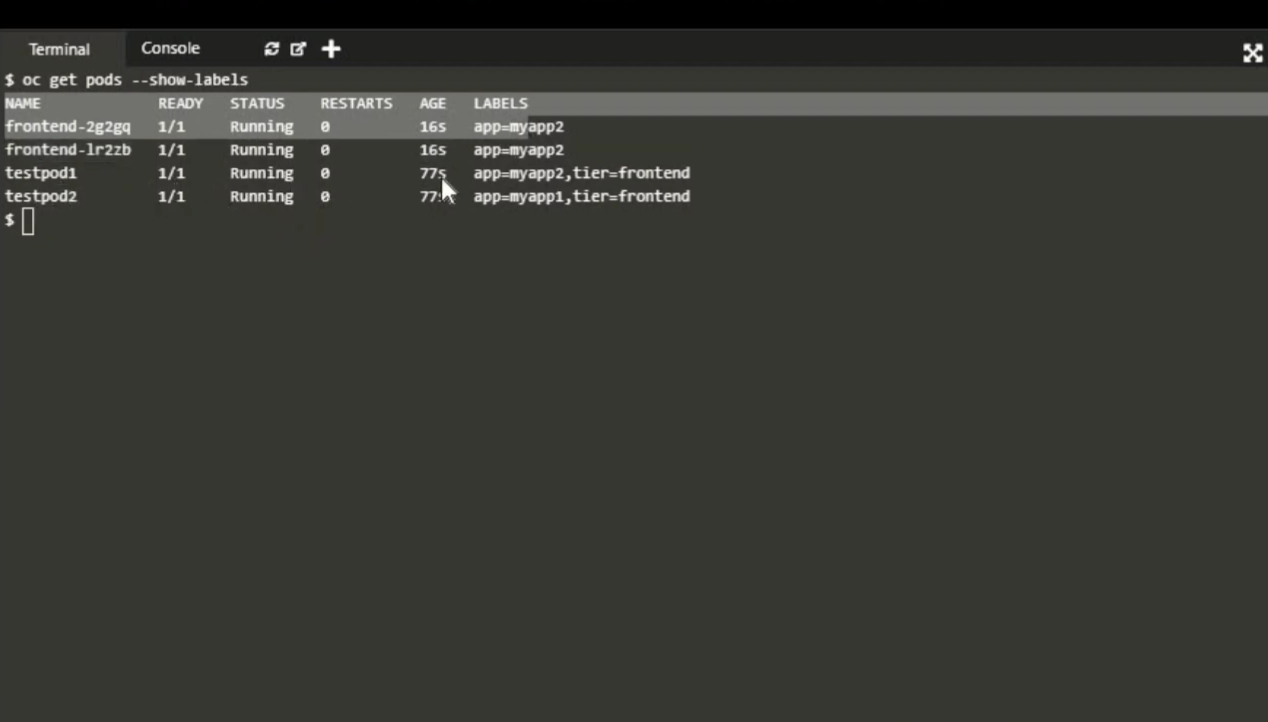 Terminal Console
$ oc get pods --show-labels
NAME READY STATUS RESTARTS AGE LABELS
frontend-2g2gq 1/1 Running 0 16s app=myapp2
frontend-lr2zb 1/1 Running 0 16s app=myapp2
testpod1 1/1 Running 0 77s app=myapp2,tier=frontend
testpod2 1/1 Running 0 77s app=myapp1,tier=frontend
$